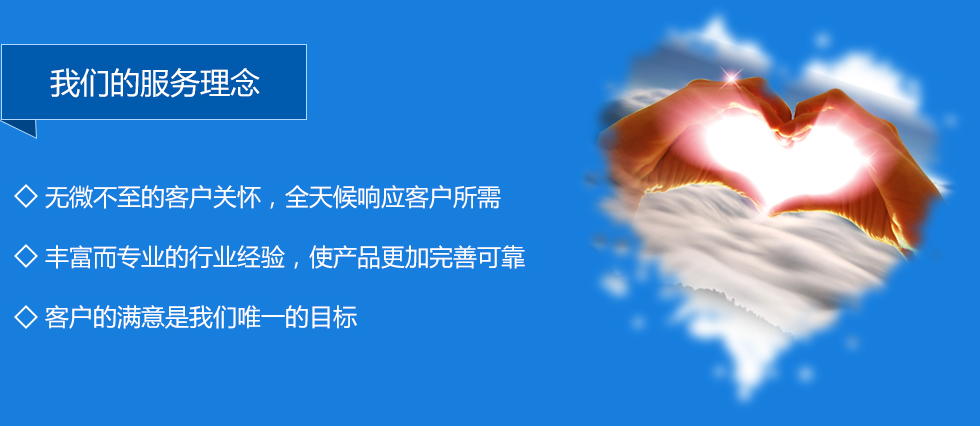 我们的服务理念
◇ 无微不至的客户关怀，全天候响应客户所需
◇ 丰富而专业的行业经验，使产品更加完善可靠
◇ 客户的满意是我们唯一的目标